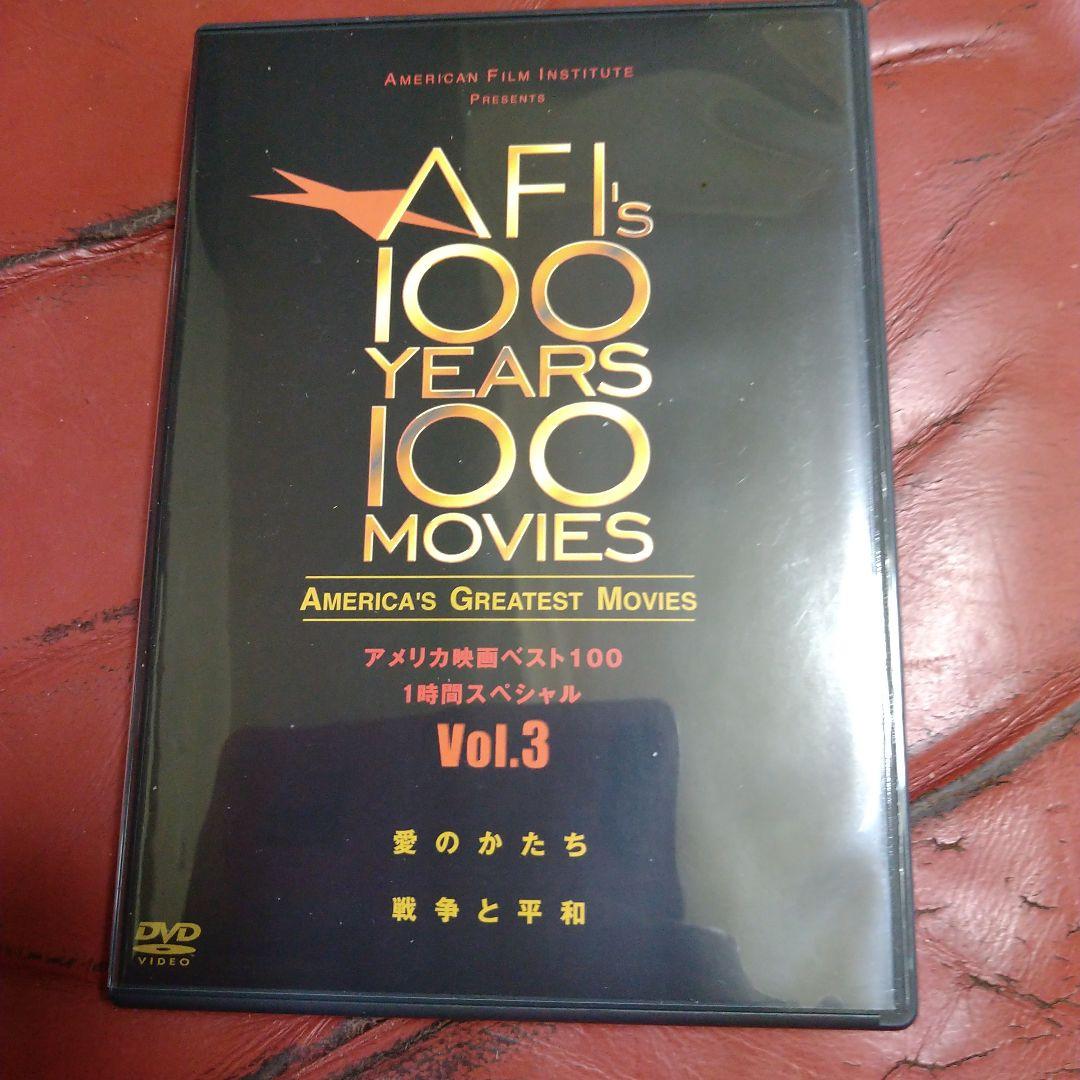 AMERICAN FILM INSTITUTE
PRESENTS
AFI's
100
YEARS
100
MOVIES
AMERICA'S GREATEST MOVIES
アメリカ映画ベスト100
1時間スペシャル
Vol.3
愛のかたち
戦争と平和
DVD
VIDEO